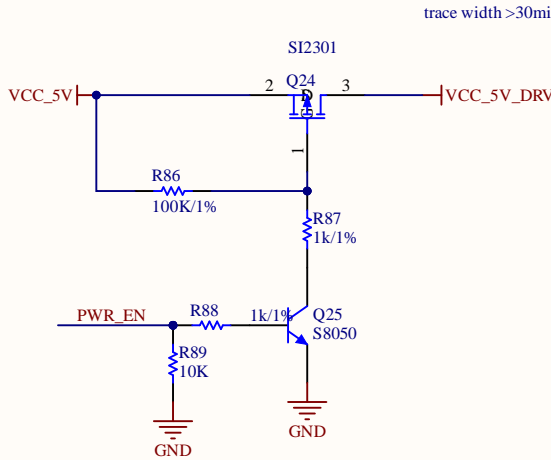 trace width >30mi
SI2301
Q24
2
D
3
VCC_5V
VCC_5V_DRV
G
1
R86
100K/1%
R87
1k/1%
PWR_EN
R88
1k/1%
Q25
S8050
R89
10K
GND
GND